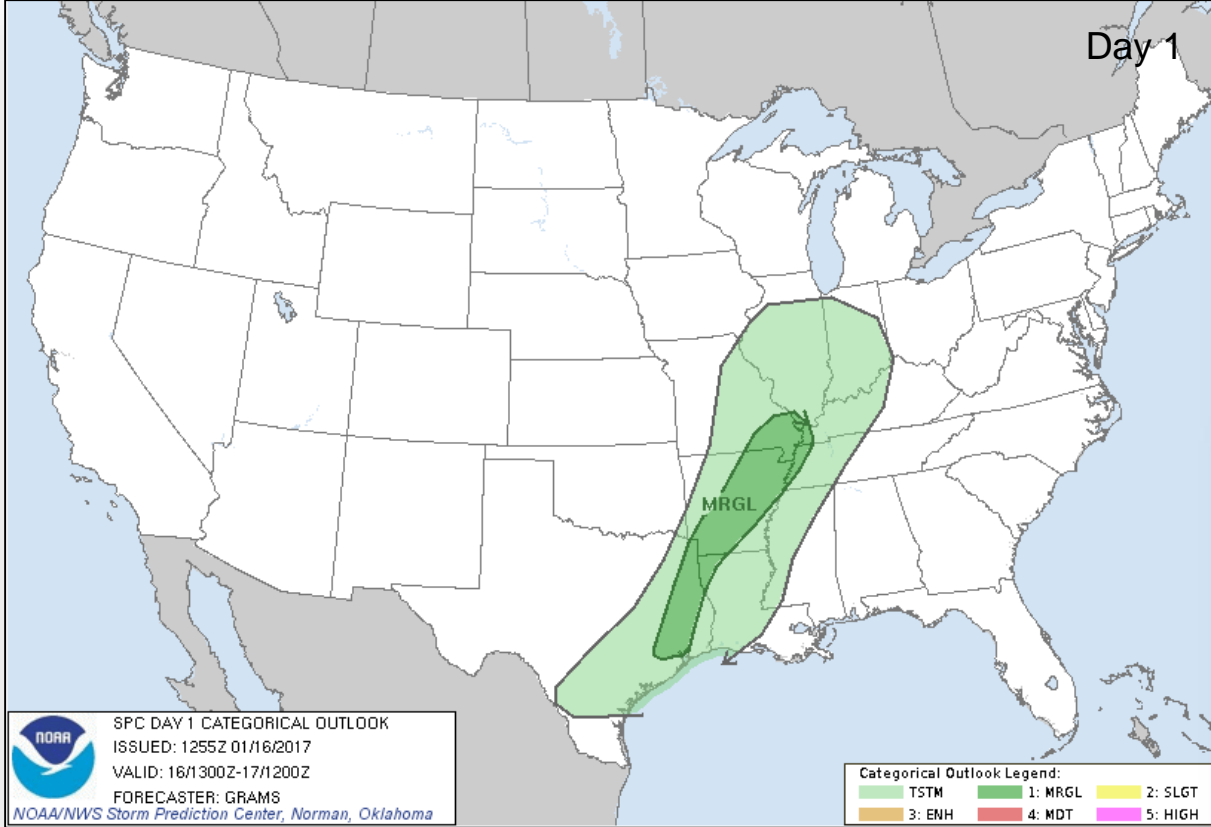 Day 1
MRGL
NOAA
SPC DAY 1 CATEGORICAL OUTLOOK
ISSUED: 1255Z 01/16/2017
VALID: 16/1300Z-17/1200Z
FORECASTER: GRAMS
NOAA/NWS Storm Prediction Center, Norman, Oklahoma
Categorical Outlook Legend:
TSTM 1: MRGL 2: SLGT
3: ENH 4: MDT 5: HIGH